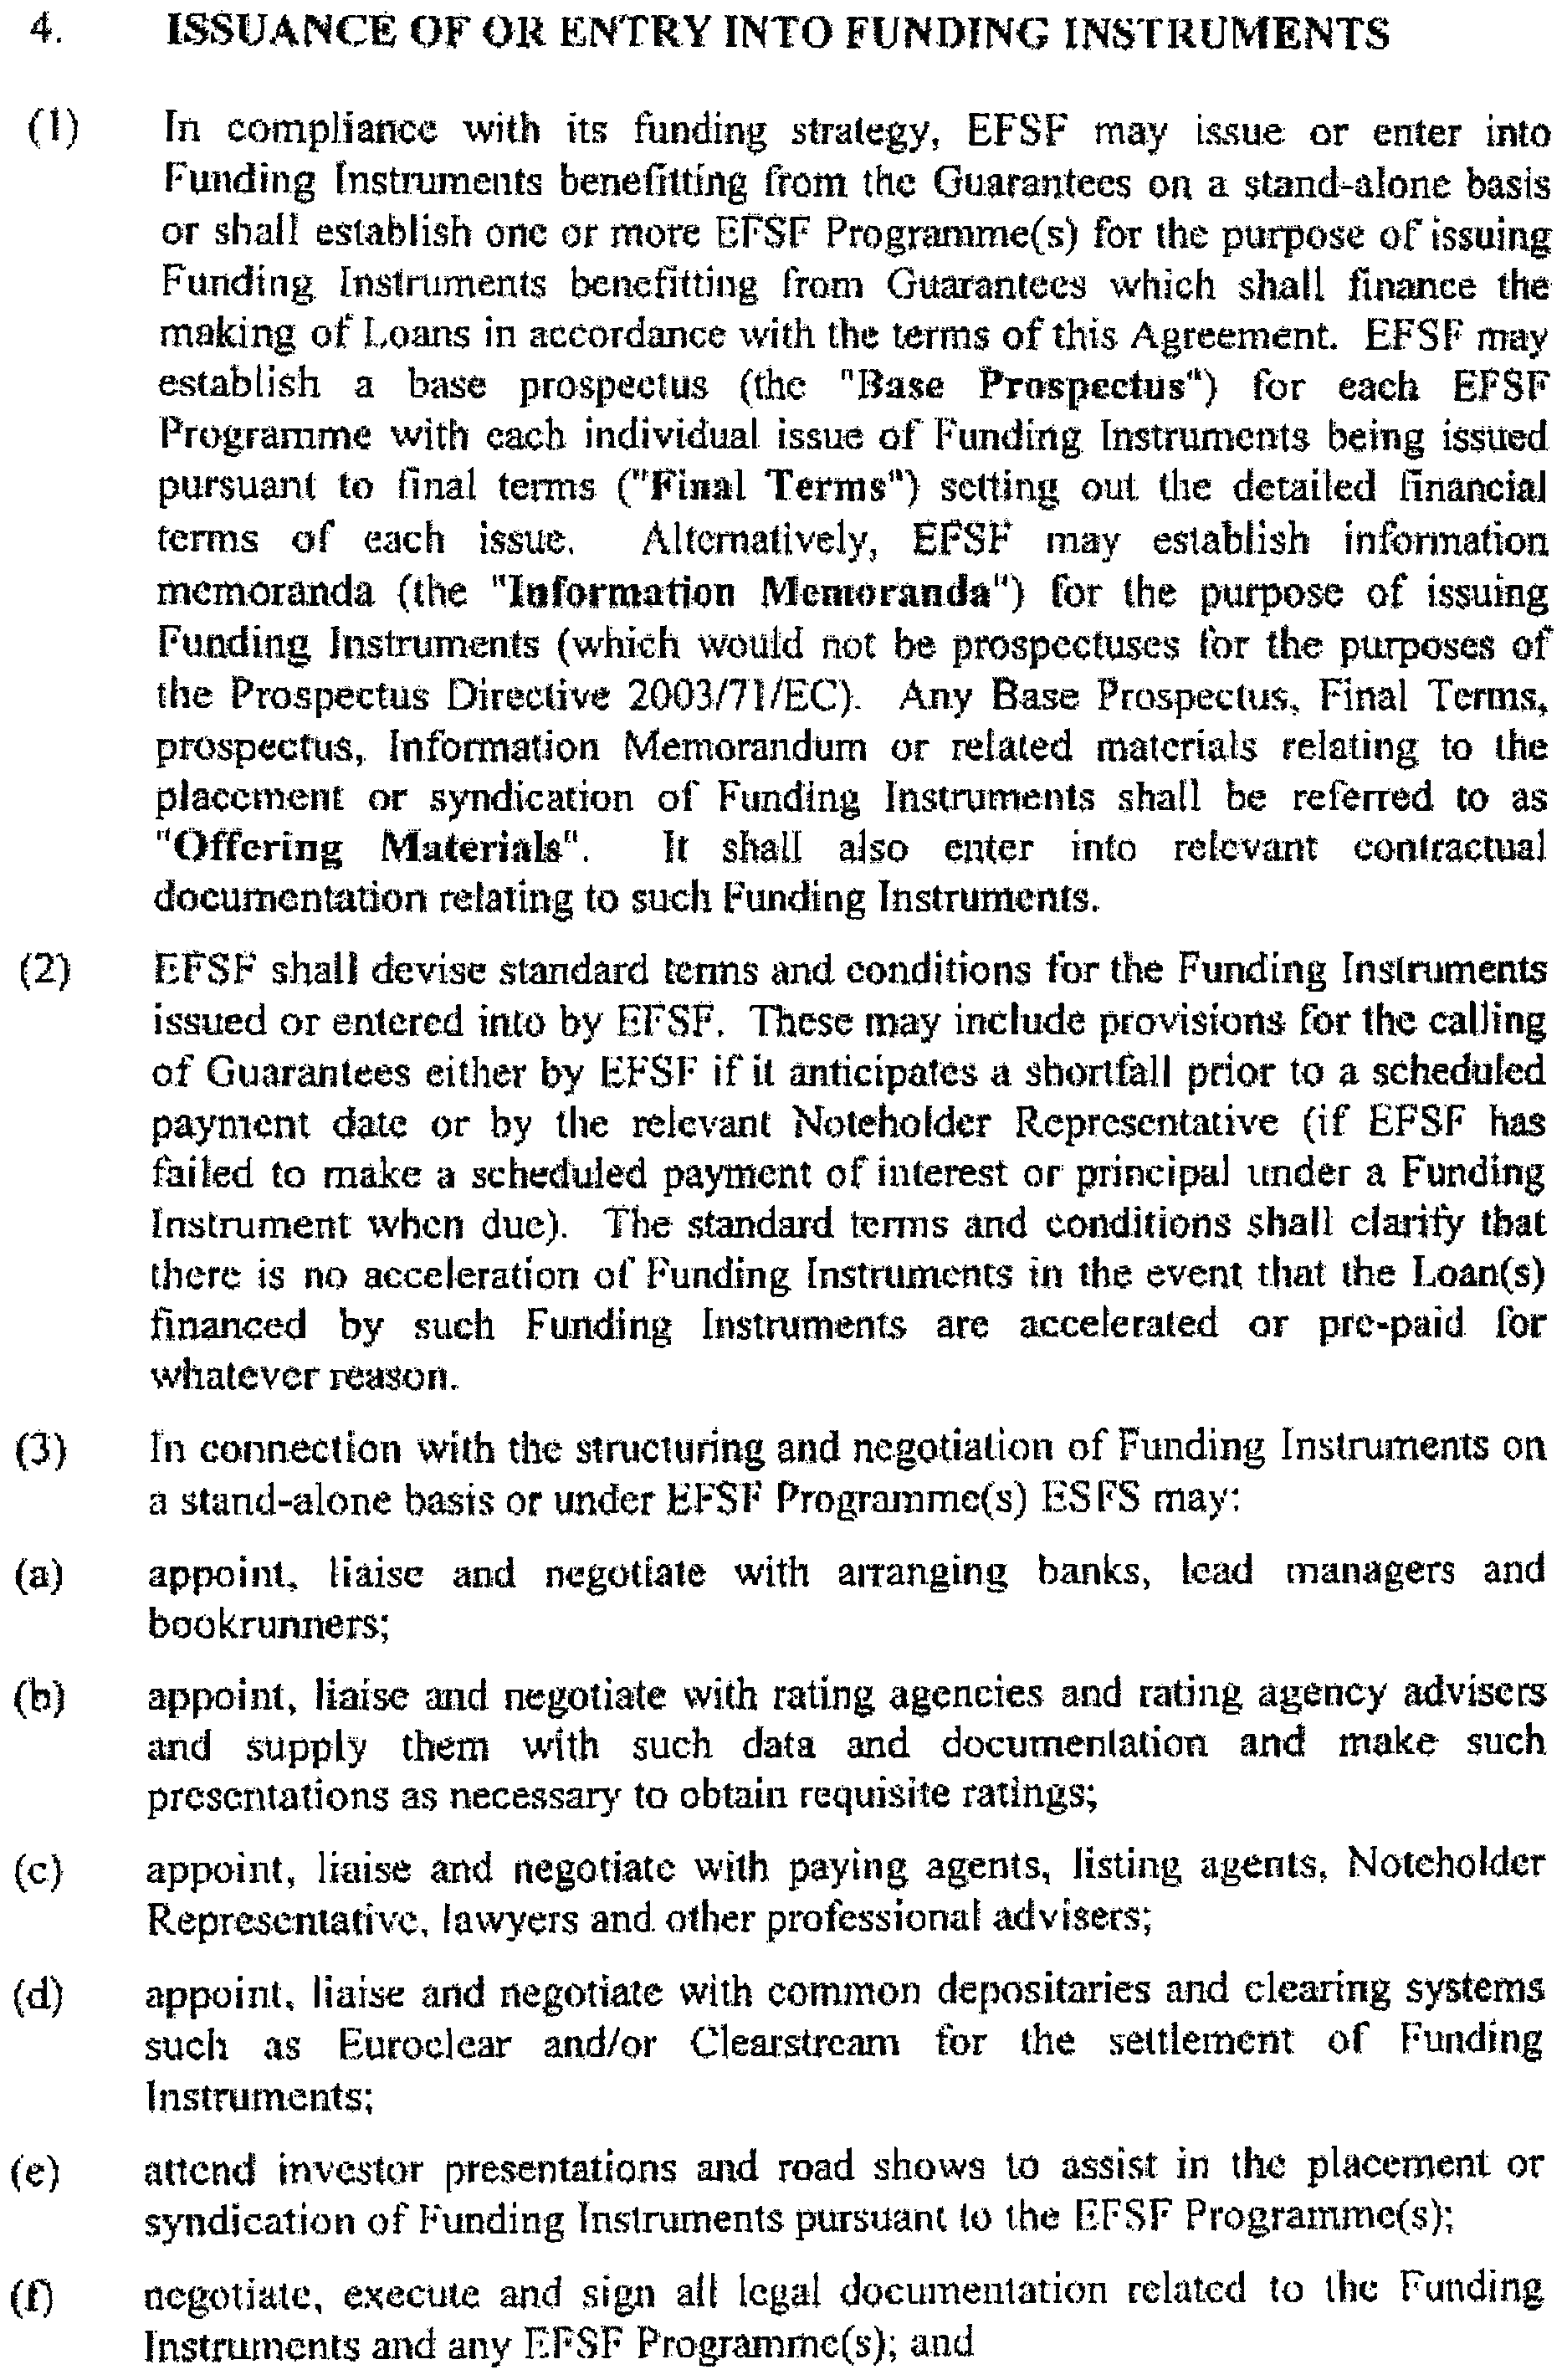 4. ISSUANCE OF OR ENTRY INTO FUNDING INSTRUMENTS
(1) In compliance with its funding strategy, EFSF may issue or enter into
Funding Instruments benefitting from the Guarantees on a stand-alone basis
or shall establish one or more EFSF Programme(s) for the purpose of issuing
Funding Instruments benefitting from Guarantees which shall finance the
making of Loans in accordance with the terms of this Agreement. EFSF may
establish a base prospectus (the "Base Prospectus") for each EFSF
Programme with each individual issue of Funding Instruments being issued
pursuant to final terms ("Final Terms") setting out the detailed financial
terms of each issue. Alternatively, EFSF may establish information
memoranda (the "Information Memoranda") for the purpose of issuing
Funding Instruments (which would not be prospectuses for the purposes of
the Prospectus Directive 2003/71/EC). Any Base Prospectus, Final Terms,
prospectus, Information Memorandum or related materials relating to the
placement or syndication of Funding Instruments shall be referred to as
"Offering Materials". It shall also enter into relevant contractual
documentation relating to such Funding Instruments.
(2) EFSF shall devise standard terms and conditions for the Funding Instruments
issued or entered into by EFSF. These may include provisions for the calling
of Guarantees either by EFSF if it anticipates a shortfall prior to a scheduled
payment date or by the relevant Noteholder Representative (if EFSF has
failed to make a scheduled payment of interest or principal under a Funding
Instrument when due). The standard terms and conditions shall clarify that
there is no acceleration of Funding Instruments in the event that the Loan(s)
financed by such Funding Instruments are accelerated or pre-paid for
whatever reason.
(3) In connection with the structuring and negotiation of Funding Instruments on
a stand-alone basis or under EFSF Programme(s) ESFS may:
(a) appoint, liaise and negotiate with arranging banks, lead managers and
bookrunners;
(b) appoint, liaise and negotiate with rating agencies and rating agency advisers
and supply them with such data and documentation and make such
presentations as necessary to obtain requisite ratings;
(c) appoint, liaise and negotiate with paying agents, listing agents, Noteholder
Representative, lawyers and other professional advisers;
(d) appoint, liaise and negotiate with common depositaries and clearing systems
such as Euroclear and/or Clearstream for the settlement of Funding
Instruments;
(e) attend investor presentations and road shows to assist in the placement or
syndication of Funding Instruments pursuant to the EFSF Programme(s);
(f) negotiate, execute and sign all legal documentation related to the Funding
Instruments and any EFSF Programme(s); and